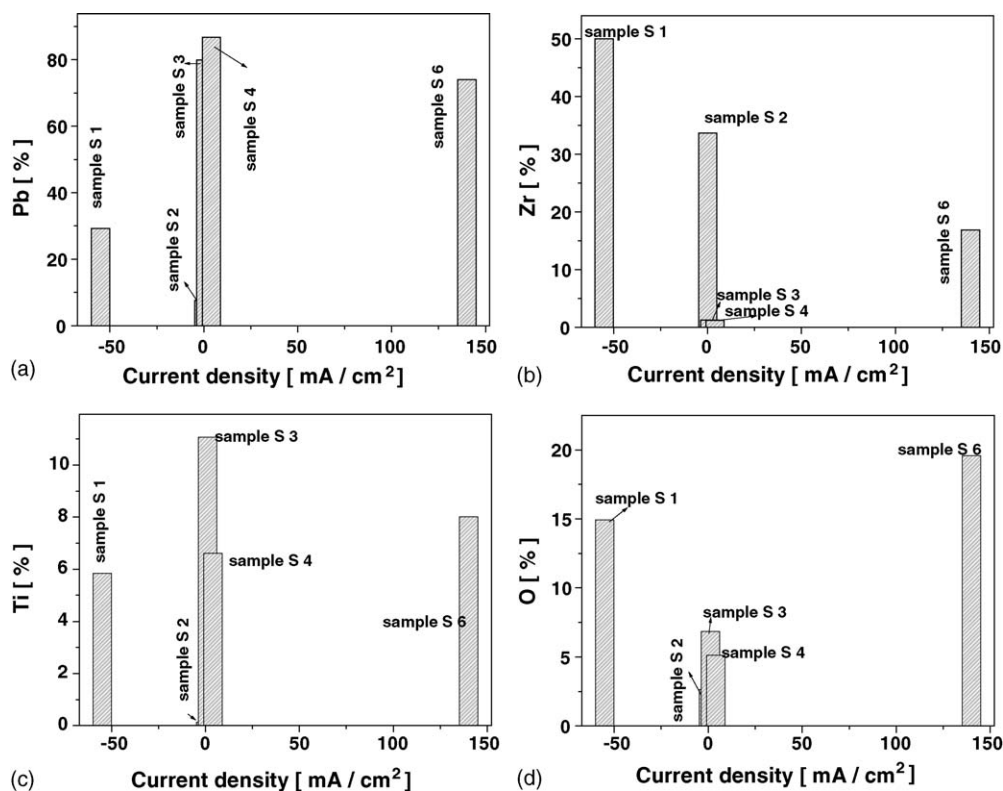 80
60
40
20
0
Pb [ % ]
sample S 1
sample S 2
sample S 3
sample S 4
sample S 6
-50
0
50
100
150
(a)
Current density [ mA / cm²]
50
40
30
20
10
0
Zr [ % ]
sample S 1
sample S 2
sample S 3
sample S 4
sample S 6
-50
0
50
100
150
(b)
Current density [ mA / cm²]
10
8
6
4
2
0
Ti [ % ]
sample S 1
sample S 2
sample S 3
sample S 4
sample S 6
-50
0
50
100
150
(c)
Current density [ mA / cm²]
20
15
10
5
0
O [ % ]
sample S 1
sample S 2
sample S 3
sample S 4
sample S 6
-50
0
50
100
150
(d)
Current density [ mA / cm²]